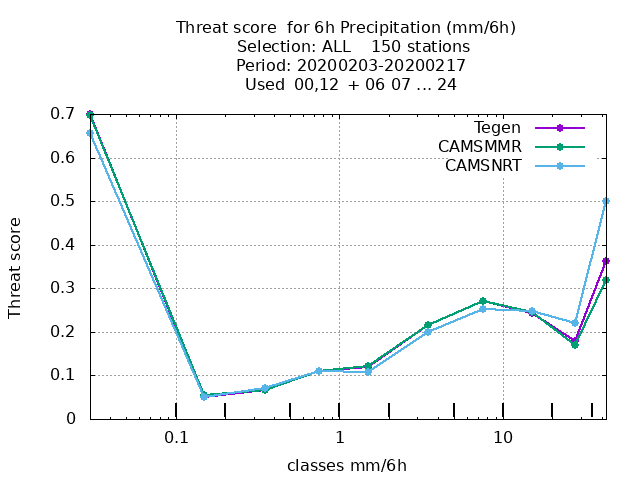 Threat score  for 6h Precipitation (mm/6h)
Selection: ALL    150 stations
Period: 20200203-20200217
Used  00,12  + 06 07 ... 24
Tegen
CAMSMMR
CAMSNRT
0.7
0.6
0.5
0.4
0.3
0.2
0.1
0
Threat score
0.1 1 10
classes mm/6h